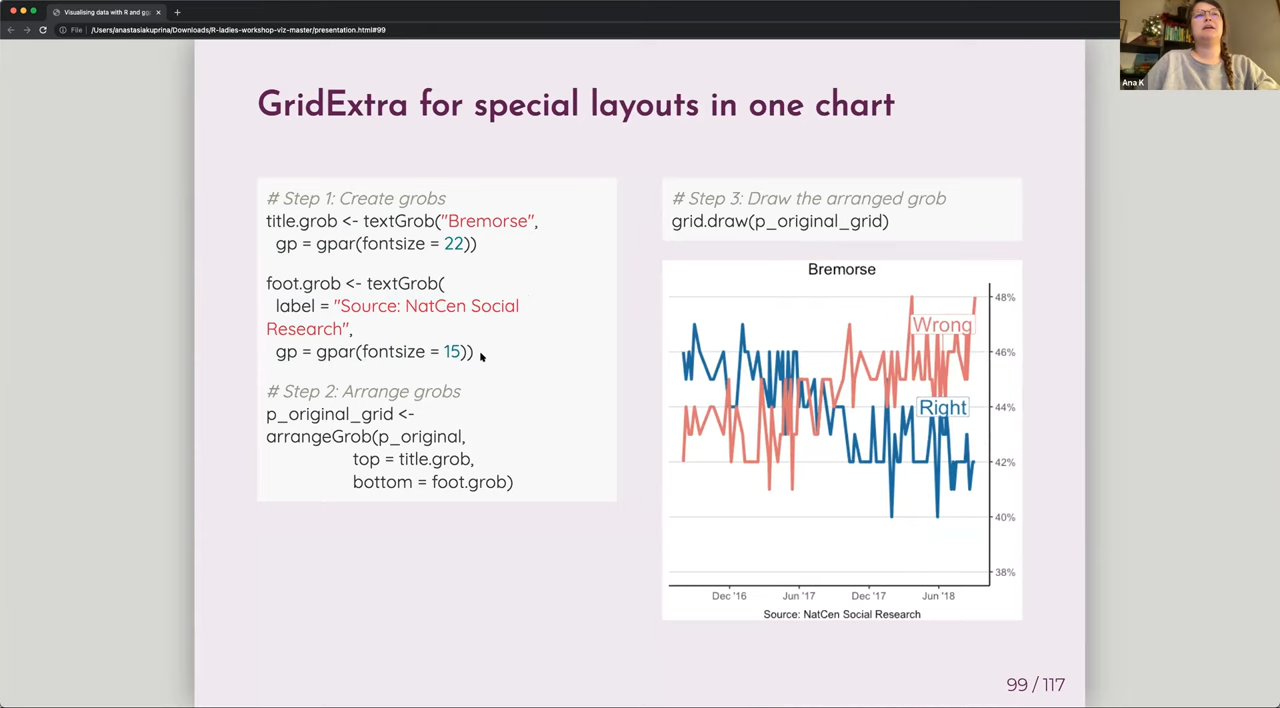 Visualising data with R and gg
File
/Users/anastasiakuprina/Downloads/R-ladies-workshop-viz-master/presentation.html#99
Ana K
GridExtra for special layouts in one chart
# Step 1: Create grobs
title.grob <- textGrob("Bremorse",
gp = gpar(fontsize = 22))
foot.grob <- textGrob(
label = "Source: NatCen Social
Research",
gp = gpar(fontsize = 15))
# Step 2: Arrange grobs
p_original_grid <-
arrangeGrob(p_original,
top = title.grob,
bottom = foot.grob)
# Step 3: Draw the arranged grob
grid.draw(p_original_grid)
Bremorse
48%
Wrong
46%
Right
44%
42%
40%
38%
Dec '16 Jun '17 Dec '17 Jun '18
Source: NatCen Social Research
99 / 117